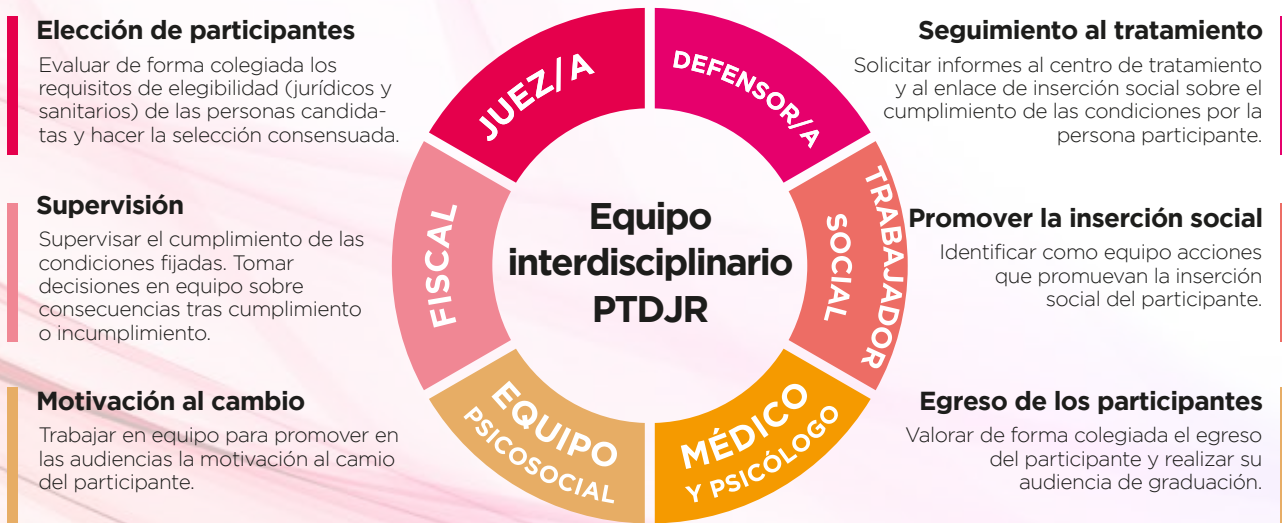 Elección de participantes
Evaluar de forma colegiada los
requisitos de elegibilidad (jurídicos y
sanitarios) de las personas candida-
tas y hacer la selección consensuada.
Supervisión
Supervisar el cumplimiento de las
condiciones fijadas. Tomar
decisiones en equipo sobre
consecuencias tras cumplimiento
o incumplimiento.
Motivación al cambio
Trabajar en equipo para promover en
las audiencias la motivación al camio
del participante.
JUEZ/A
DEFENSOR/A
TRABAJADOR
SOCIAL
MÉDICO
Y PSICÓLOGO
EQUIPO
PSICOSOCIAL
FISCAL
Equipo
interdisciplinario
PTDJR
Seguimiento al tratamiento
Solicitar informes al centro de tratamiento
y al enlace de inserción social sobre el
cumplimiento de las condiciones por la
persona participante.
Promover la inserción social
Identificar como equipo acciones
que promuevan la inserción
social del participante.
Egreso de los participantes
Valorar de forma colegiada el egreso
del participante y realizar su
audiencia de graduación.